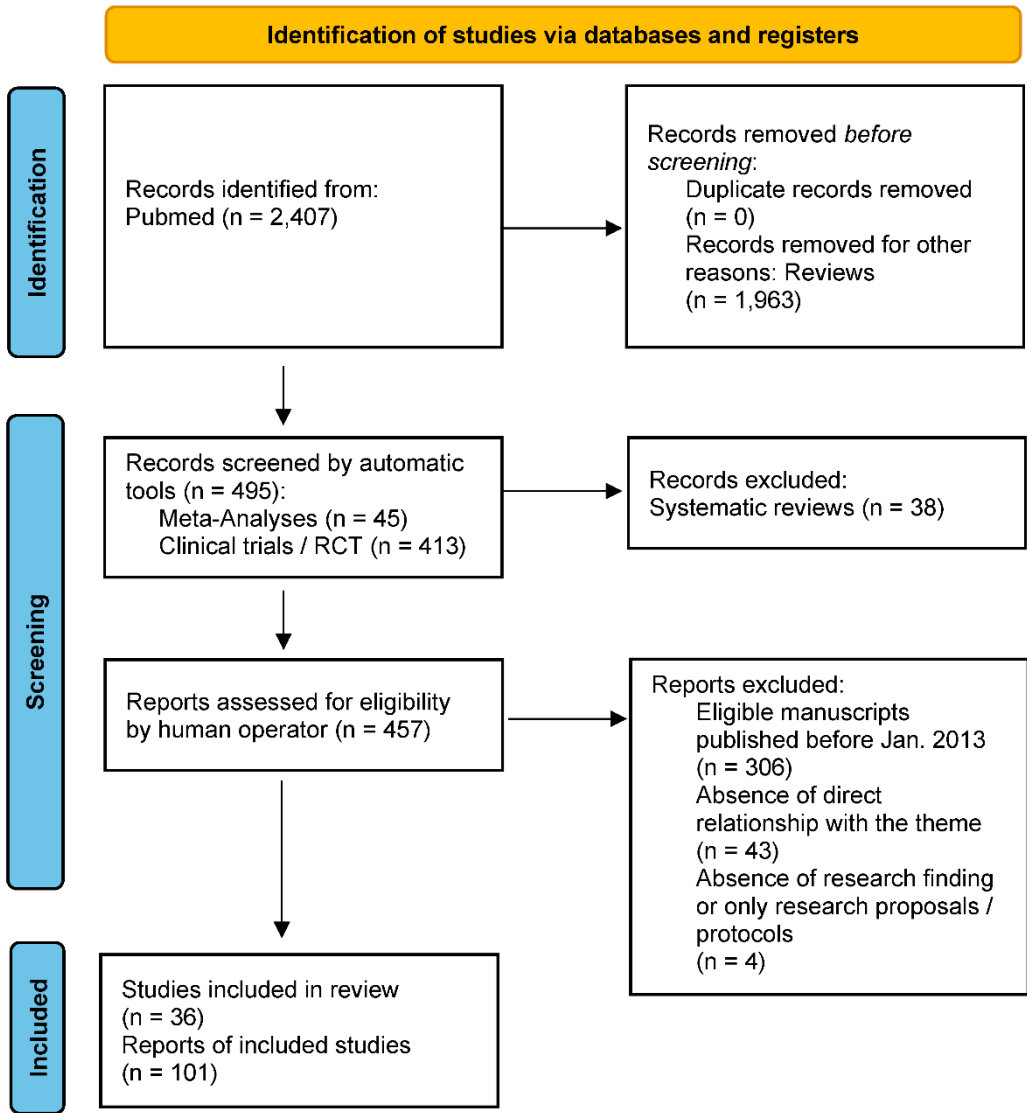 Identification of studies via databases and registers
Identification
Records identified from:
Pubmed (n = 2,407)
Records removed before
screening:
Duplicate records removed
(n = 0)
Records removed for other
reasons: Reviews
(n = 1,963)
Screening
Records screened by automatic
tools (n = 495):
Meta-Analyses (n = 45)
Clinical trials / RCT (n = 413)
Records excluded:
Systematic reviews (n = 38)
Reports assessed for eligibility
by human operator (n = 457)
Reports excluded:
Eligible manuscripts
published before Jan. 2013
(n = 306)
Absence of direct
relationship with the theme
(n = 43)
Absence of research finding
or only research proposals /
protocols
(n = 4)
Included
Studies included in review
(n = 36)
Reports of included studies
(n = 101)